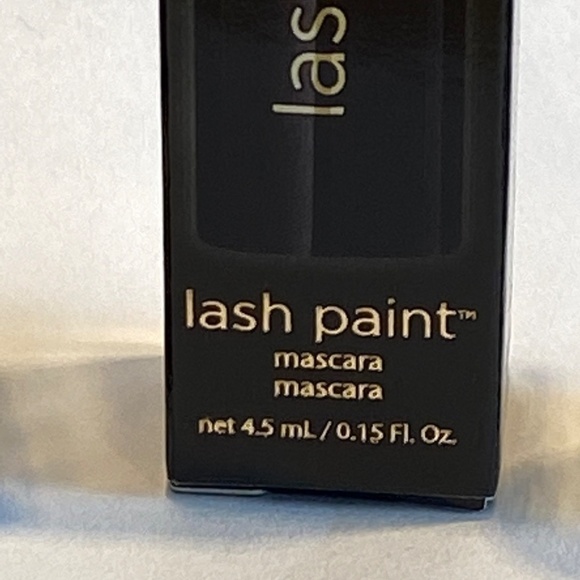 las
lash paint™
mascara
mascara
net 4.5 mL / 0.15 Fl. Oz.